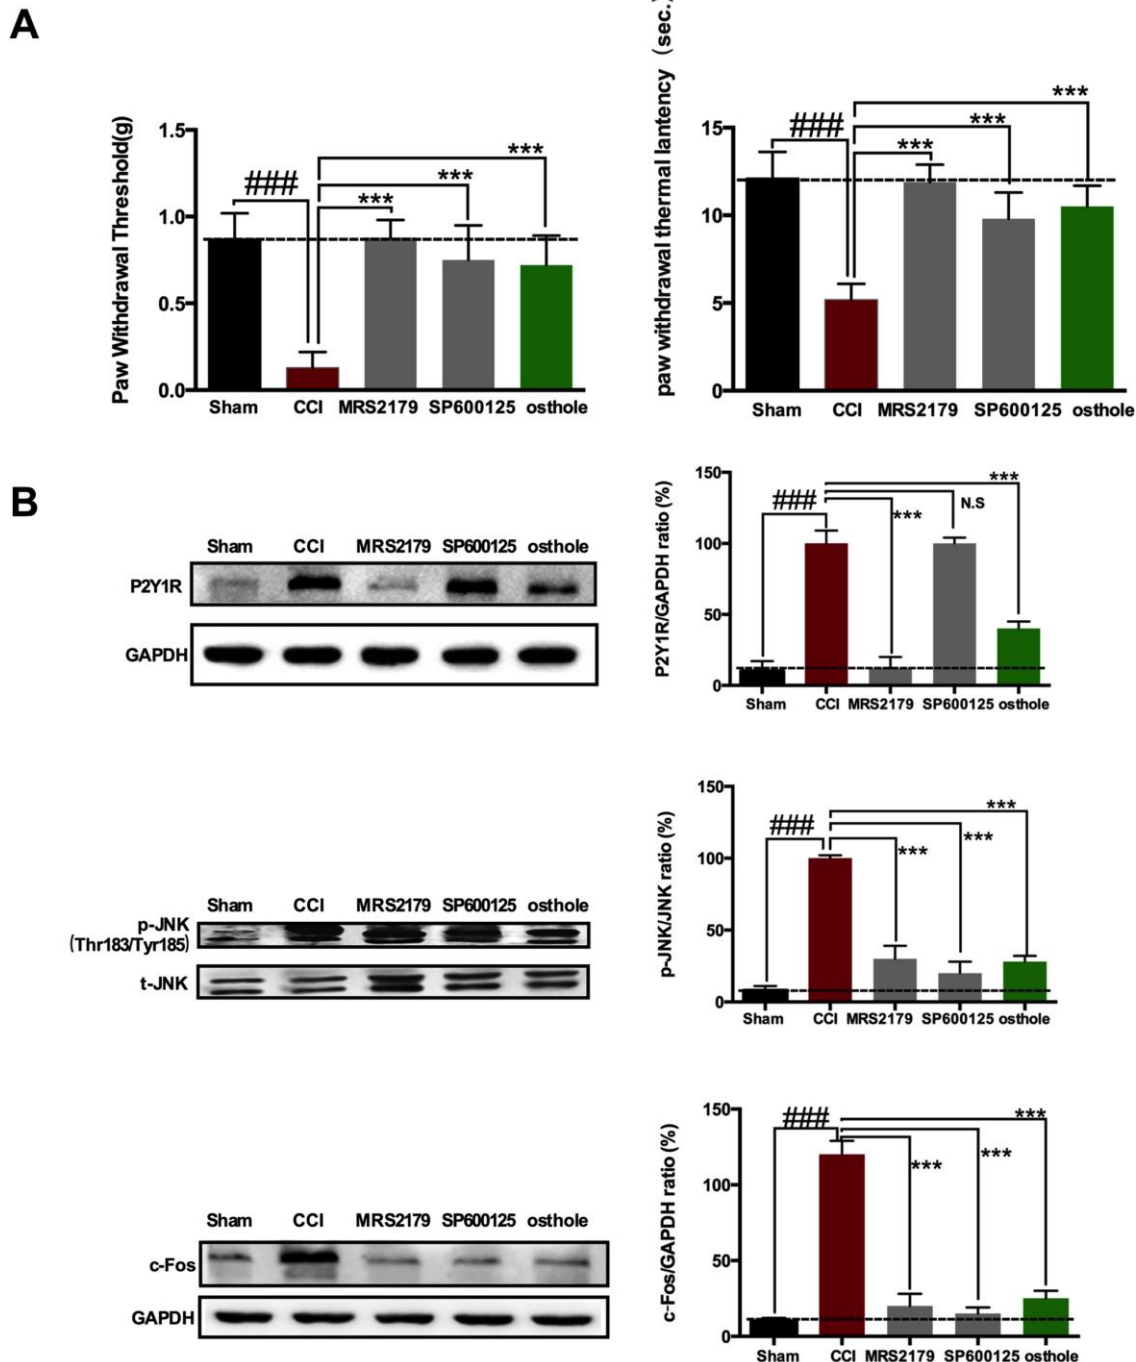 A
Paw Withdrawal Threshold(g)
1.5
1.0
0.5
0.0
###
***
***
***
Sham CCI MRS2179 SP600125 osthole
paw withdrawal thermal lantency (sec.)
15
10
5
0
###
***
***
***
Sham CCI MRS2179 SP600125 osthole
B
Sham CCI MRS2179 SP600125 osthole
P2Y1R
GAPDH
P2Y1R/GAPDH ratio (%)
150
100
50
0
###
***
N.S
***
Sham CCI MRS2179 SP600125 osthole
Sham CCI MRS2179 SP600125 osthole
p-JNK
(Thr183/Tyr185)
t-JNK
p-JNK/JNK ratio (%)
150
100
50
0
###
***
***
***
Sham CCI MRS2179 SP600125 osthole
Sham CCI MRS2179 SP600125 osthole
c-Fos
GAPDH
c-Fos/GAPDH ratio (%)
150
100
50
0
###
***
***
***
Sham CCI MRS2179 SP600125 osthole